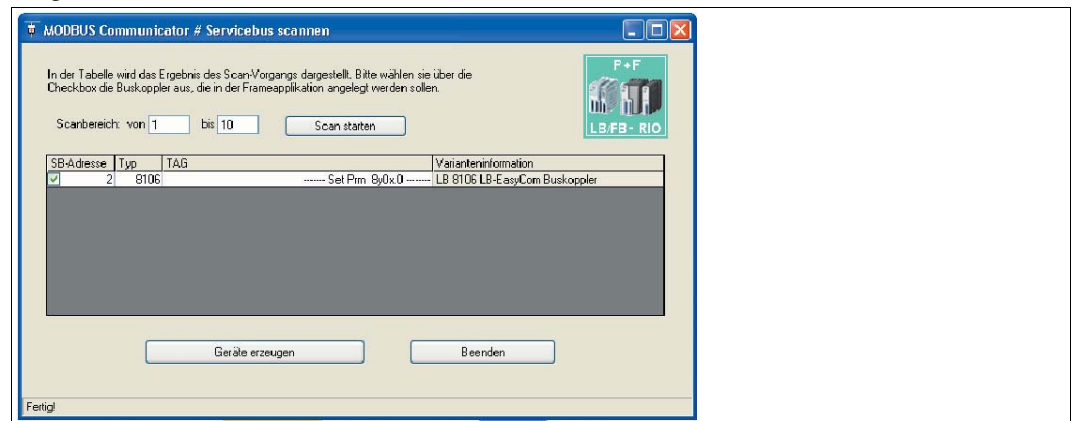 MODBUS Communicator # Servicebus scannen
In der Tabelle wird das Ergebnis des Scan-Vorgangs dargestellt. Bitte wählen sie über die
Checkbox die Buskoppler aus, die in der Frameapplikation angelegt werden sollen.
P+F
LB/FB- RIO
Scanbereich: von 1 bis 10 Scan starten
SB-Adresse Typ TAG Varianteninformation
2 8106 ------ Set Prm 8y0x.0 -------- LB 8106 LB-EasyCom Buskoppler
Geräte erzeugen Beenden
Fertig!